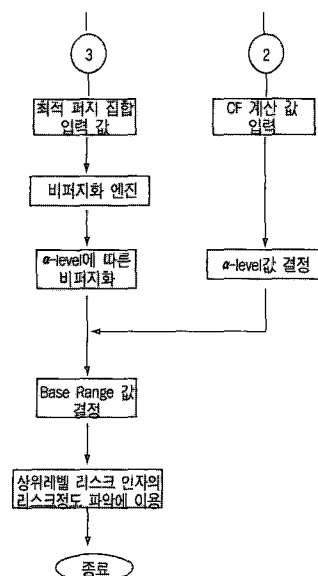 3
2
최적 퍼지 집합
입력 값
CF 계산 값
입력
비퍼지화 엔진
α-level에 따른
비퍼지화
α-level값 결정
Base Range 값
결정
상위레벨 리스크 인자의
리스크정도 파악에 이용
종료